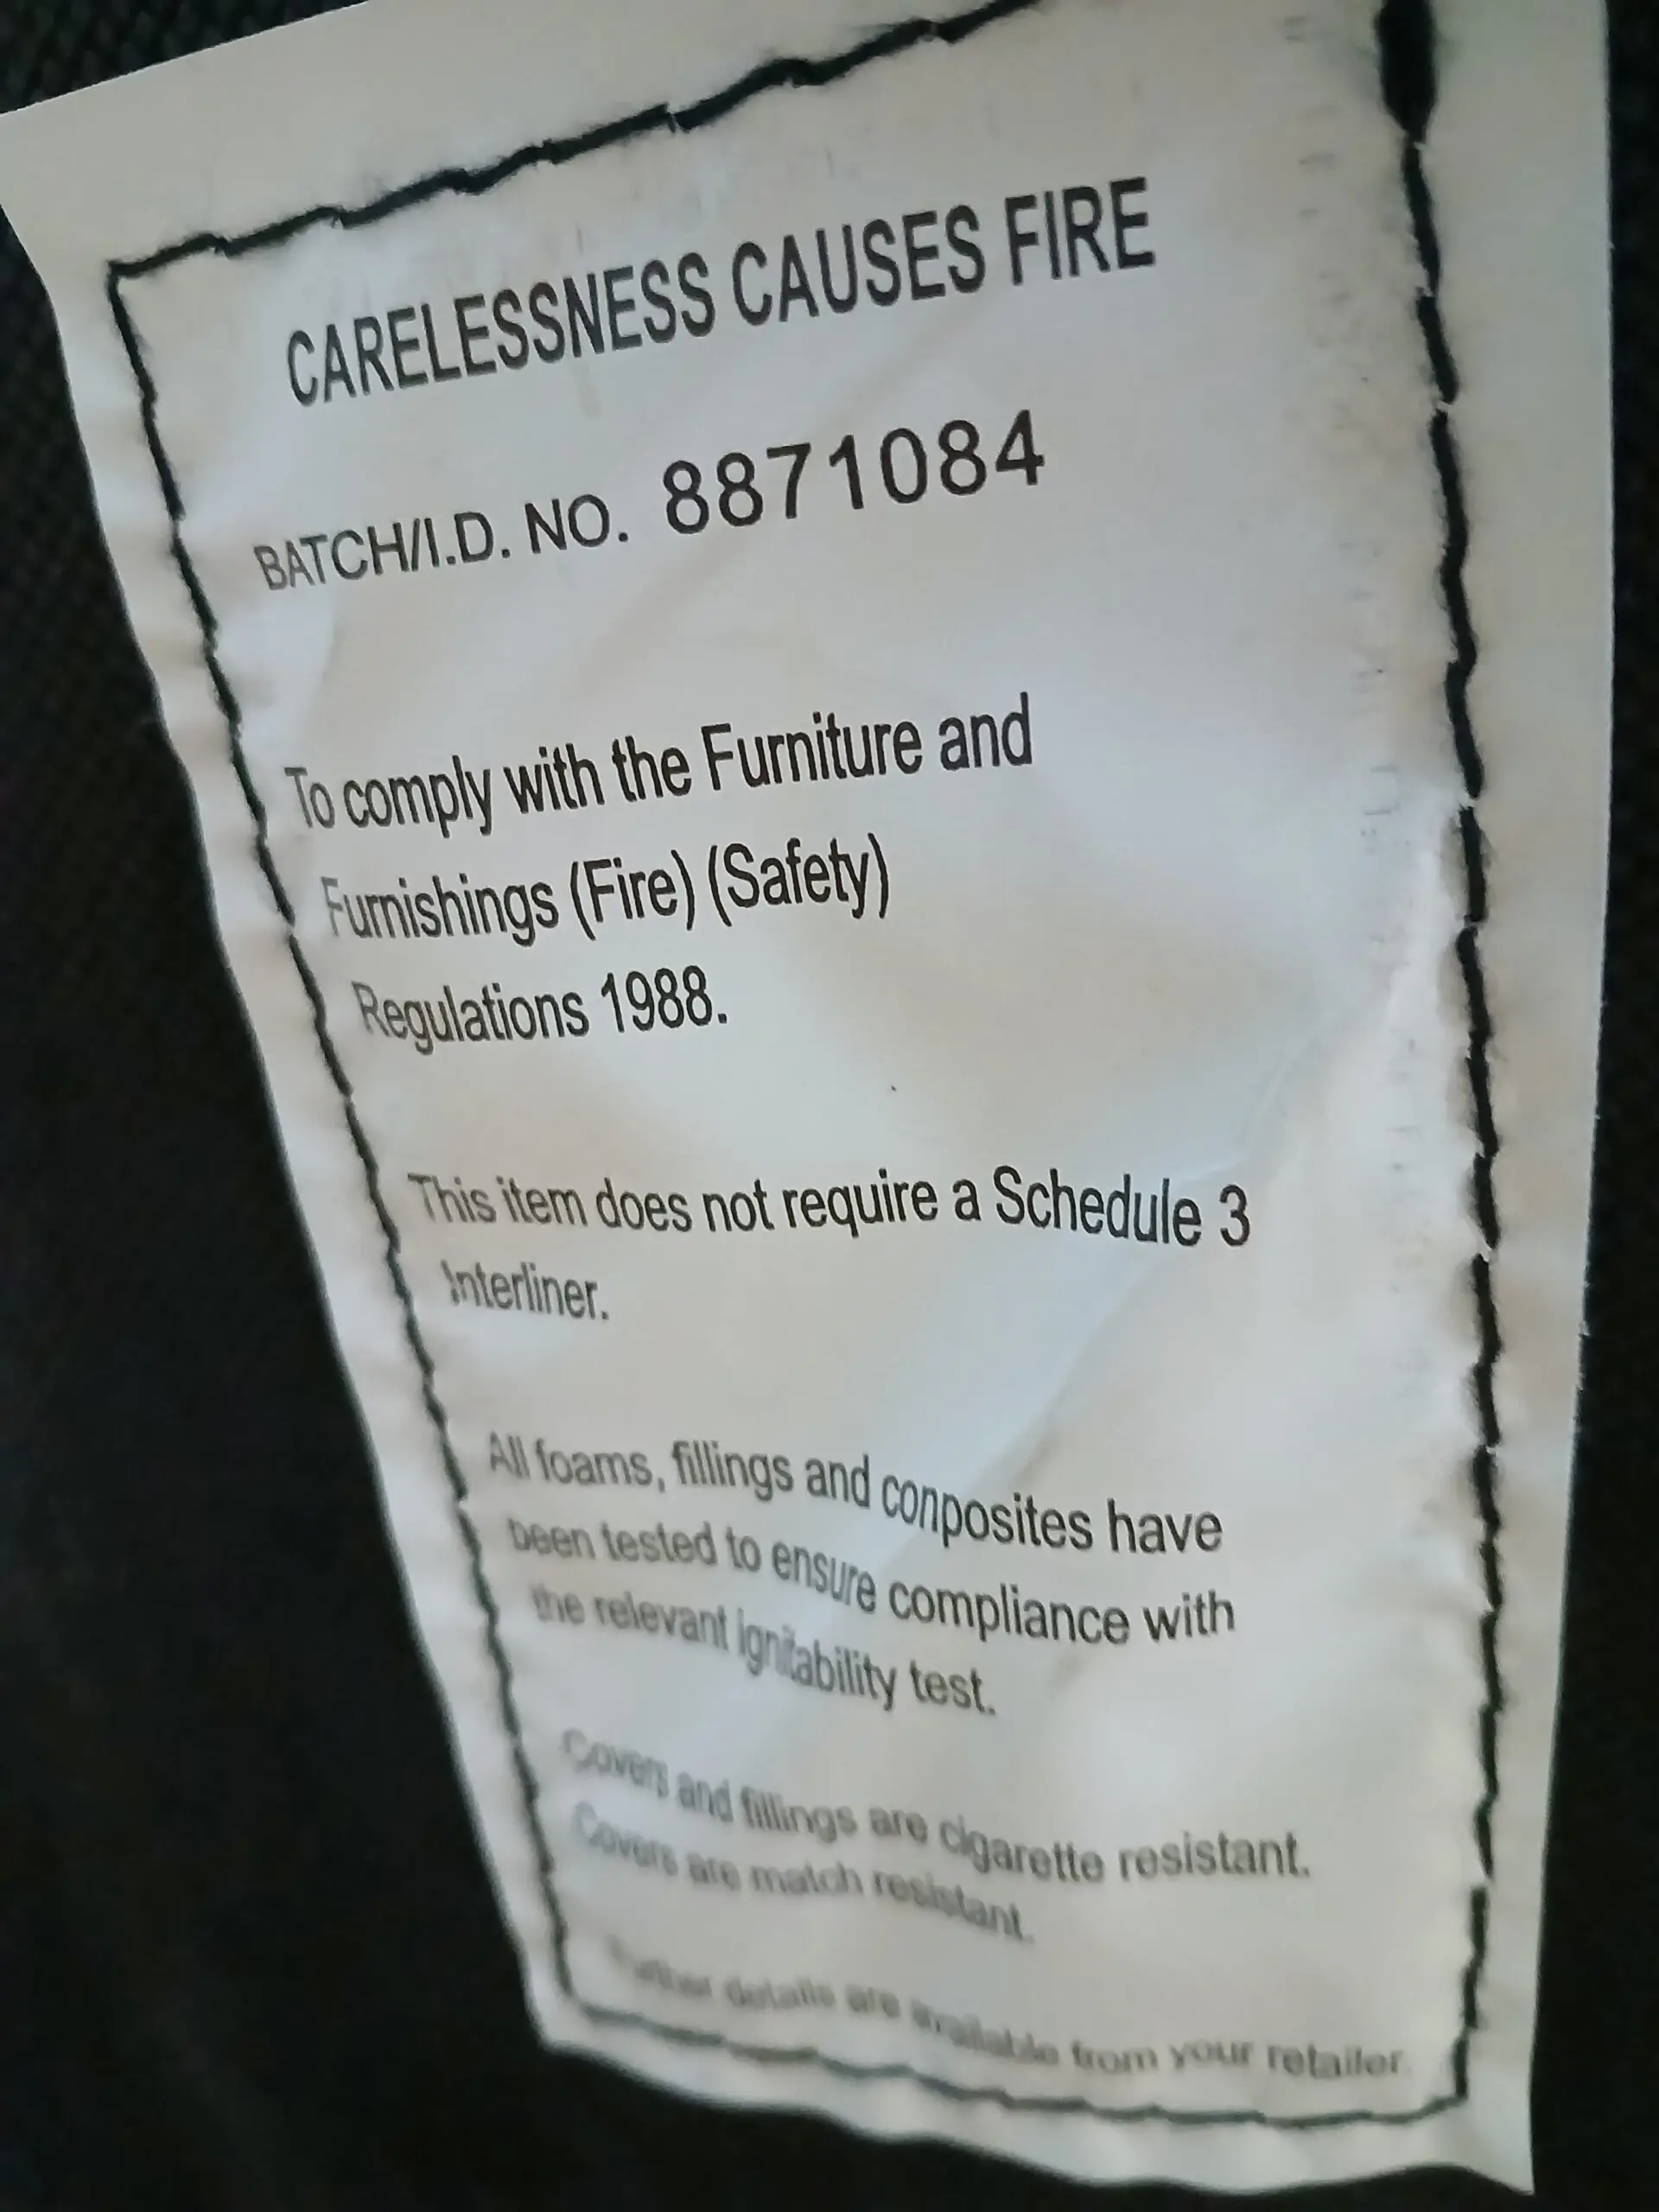 CARELESSNESS CAUSES FIRE
BATCH/I.D. NO. 8871084
To comply with the Furniture and
Furnishings (Fire) (Safety)
Regulations 1988.
This item does not require a Schedule 3
Interliner.
All foams, fillings and conposites have
been tested to ensure compliance with
the relevant ignitability test.
Covers and fillings are cigarette resistant.
Covers are match resistant.
Further details are available from your retailer.